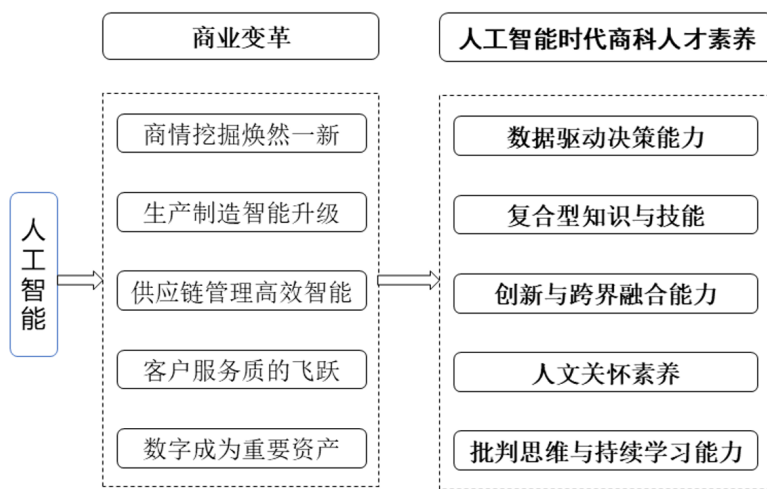 商业变革
人工智能时代商科人才素养
人工智能
商情挖掘焕然一新
生产制造智能升级
供应链管理高效智能
客户服务质的飞跃
数字成为重要资产
数据驱动决策能力
复合型知识与技能
创新与跨界融合能力
人文关怀素养
批判思维与持续学习能力